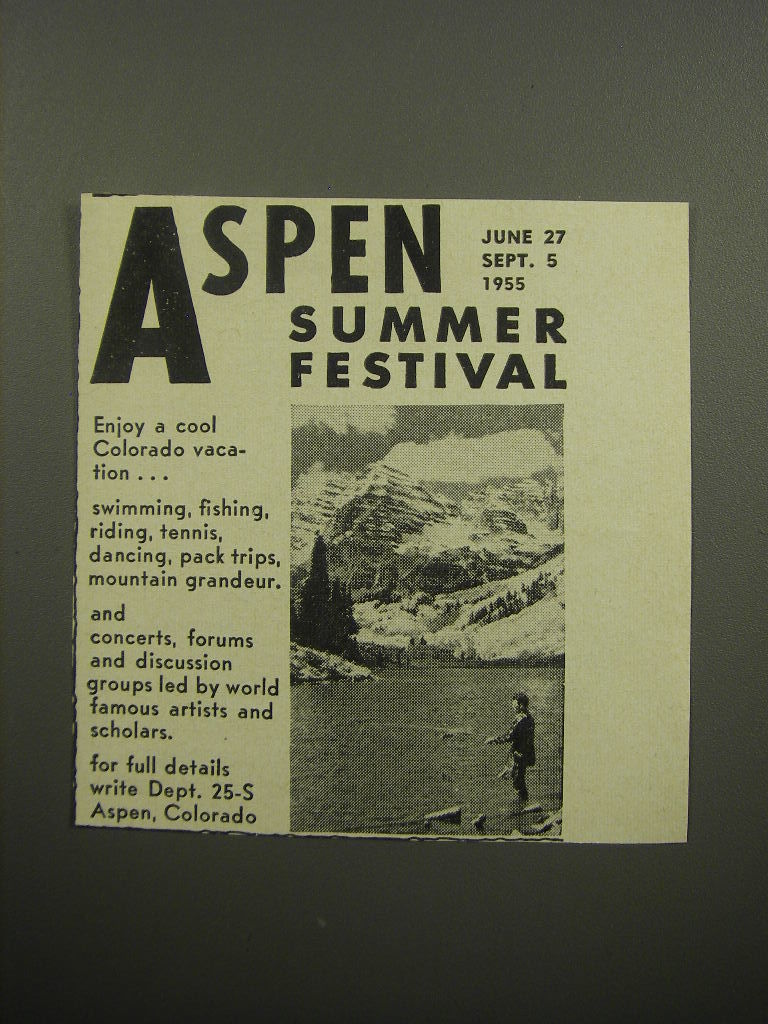 ASPEN
JUNE 27
SEPT. 5
1955
SUMMER
FESTIVAL
Enjoy a cool
Colorado vaca-
tion ...
swimming, fishing,
riding, tennis,
dancing, pack trips,
mountain grandeur.
and
concerts, forums
and discussion
groups led by world
famous artists and
scholars.
for full details
write Dept. 25-S
Aspen, Colorado